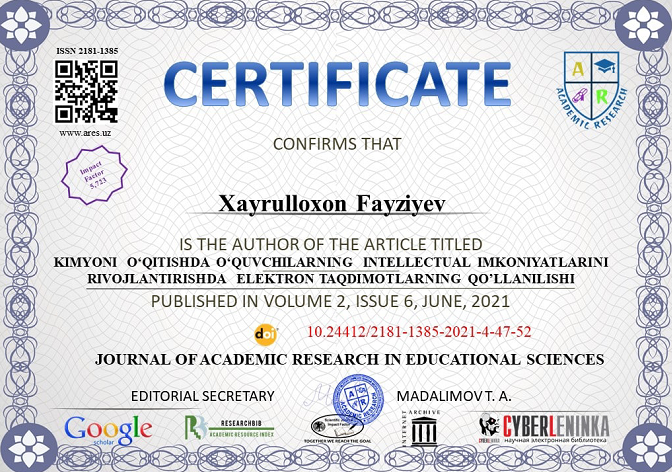 ISSN 2181-1385
www.ares.uz
Impact
Factor
5,723
CERTIFICATE
A
A R
ACADEMIC RESEARCH
CONFIRMS THAT
Xayrulloxon Fayziyev
IS THE AUTHOR OF THE ARTICLE TITLED
KIMYONI O‘QITISHDA O‘QUVCHILARNING INTELLECTUAL IMKONIYATLARINI
RIVOJLANTIRISHDA ELEKTRON TAQDIMOTLARNING QO’LLANILISHI
PUBLISHED IN VOLUME 2, ISSUE 6, JUNE, 2021
doi 10.24412/2181-1385-2021-4-47-52
JOURNAL OF ACADEMIC RESEARCH IN EDUCATIONAL SCIENCES
EDITORIAL SECRETARY MADALIMOV T. A.
Google
scholar
RESEARCHBIB
ACADEMIC RESOURCE INDEX
TOGETHER WE REACH THE GOAL
INTERNET ARCHIVE
CYBERLENINKA
научная электронная библиотека